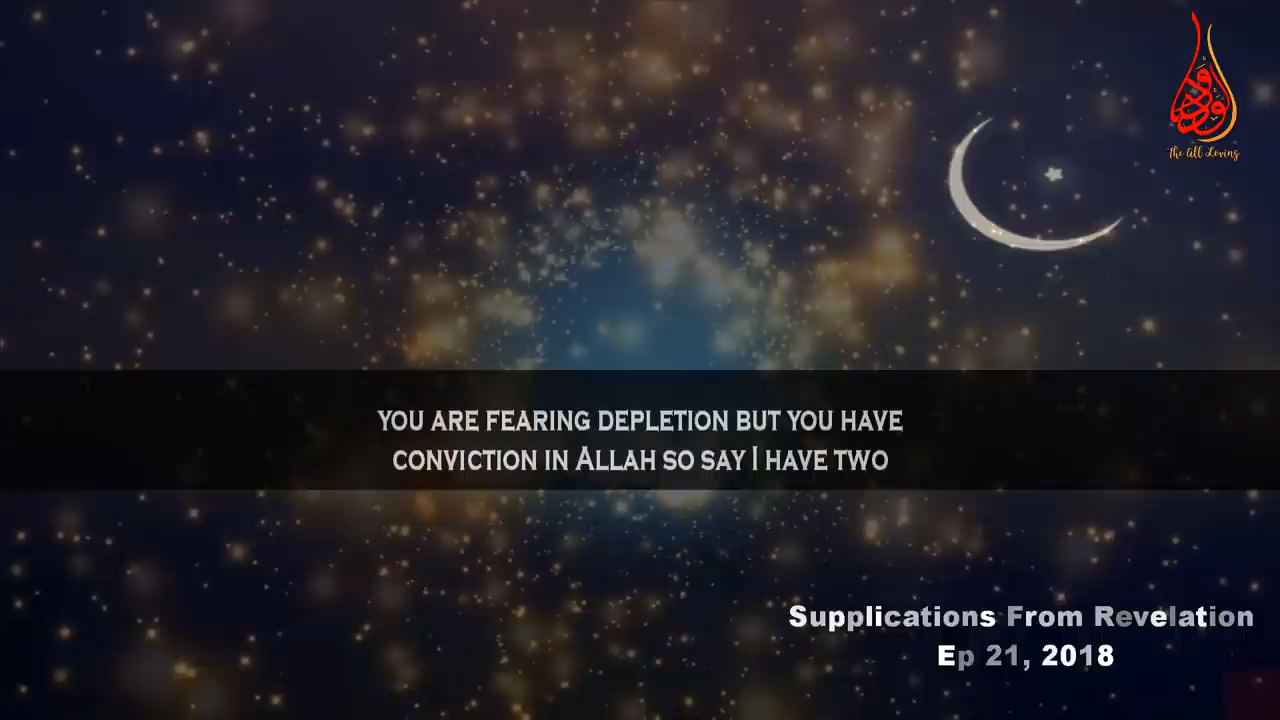 الودود
The All Loving
YOU ARE FEARING DEPLETION BUT YOU HAVE
CONVICTION IN ALLAH SO SAY I HAVE TWO
Supplications From Revelation
Ep 21, 2018